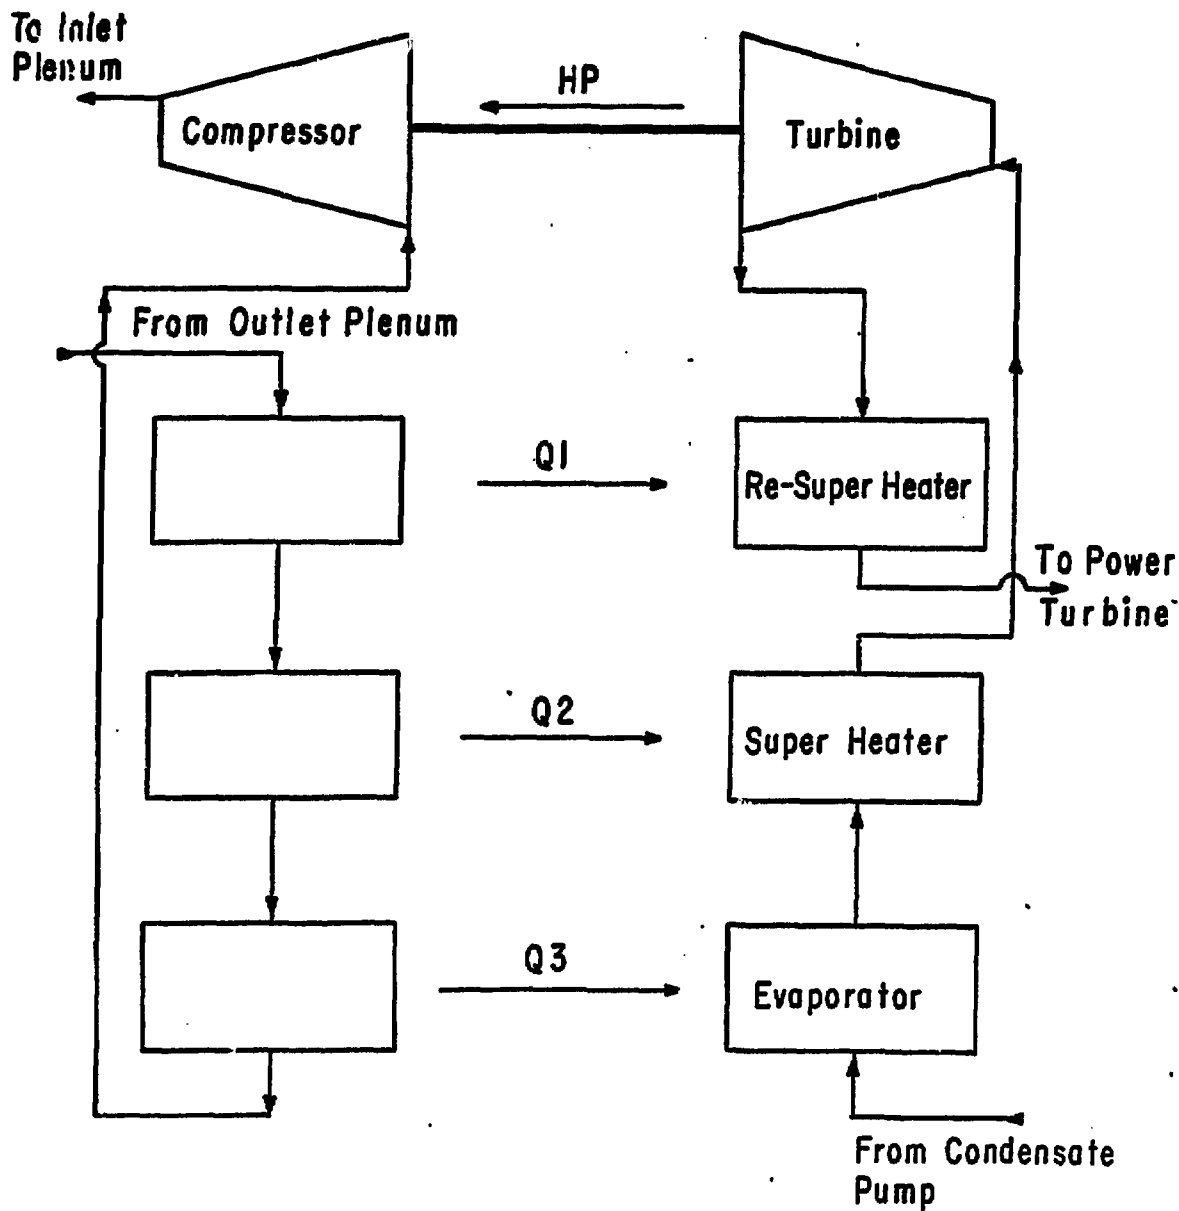 To Inlet
Plenum
HP
Compressor
Turbine
From Outlet Plenum
Q1
Re-Super Heater
To Power
Turbine
Q2
Super Heater
Q3
Evaporator
From Condensate
Pump